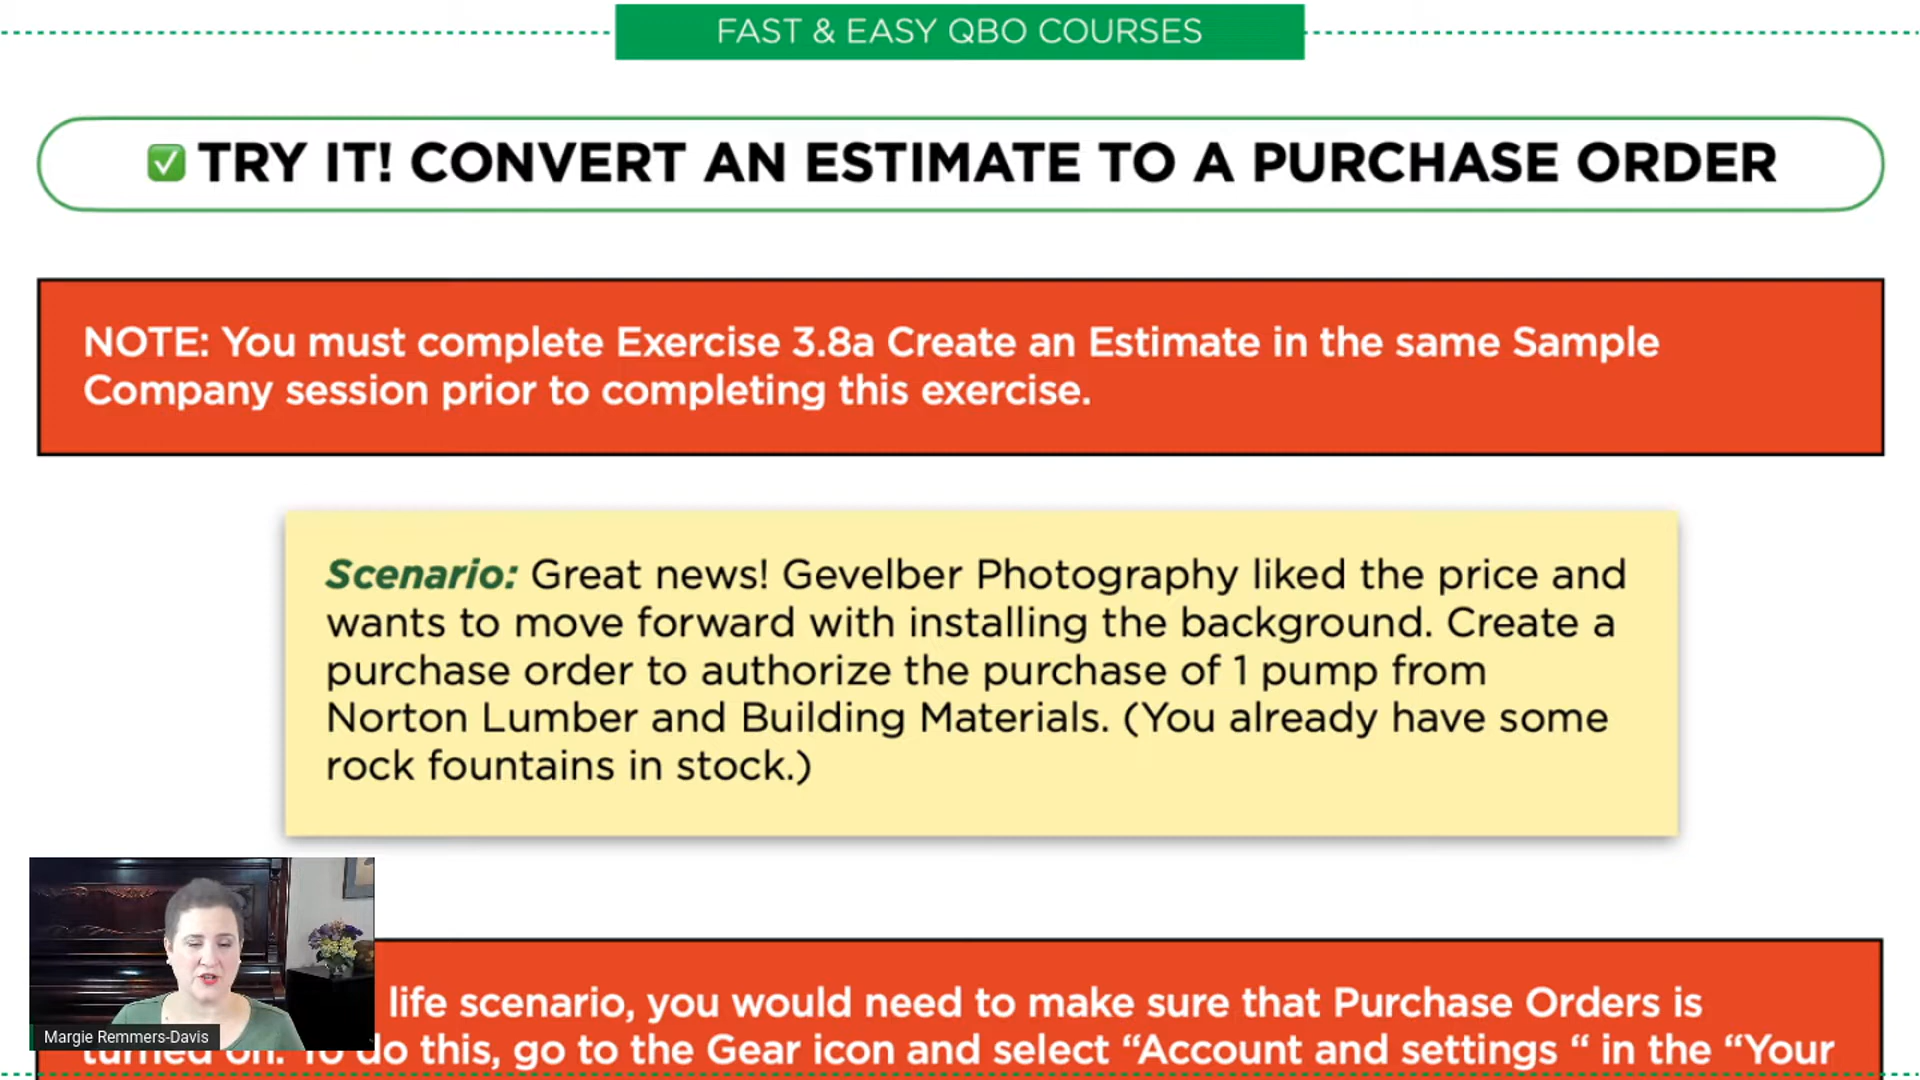 FAST & EASY QBO COURSES
TRY IT! CONVERT AN ESTIMATE TO A PURCHASE ORDER
NOTE: You must complete Exercise 3.8a Create an Estimate in the same Sample
Company session prior to completing this exercise.
Scenario: Great news! Gevelber Photography liked the price and
wants to move forward with installing the background. Create a
purchase order to authorize the purchase of 1 pump from
Norton Lumber and Building Materials. (You already have some
rock fountains in stock.)
life scenario, you would need to make sure that Purchase Orders is
turned on. To do this, go to the Gear icon and select “Account and settings “ in the “Your
Margie Remmers-Davis